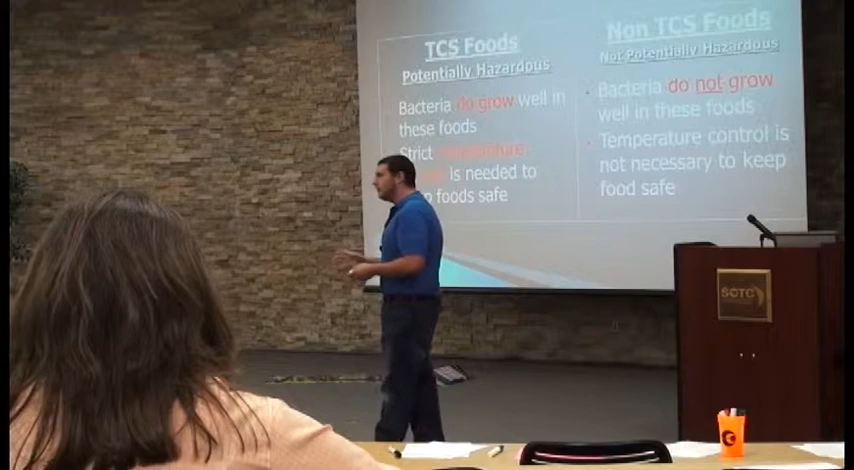 TCS Foods
Potentially Hazardous
Bacteria do grow well in
these foods
Strict temperature
is needed to
foods safe
Non TCS Foods
Not Potentially Hazardous
Bacteria do not grow
well in these foods
Temperature control is
not necessary to keep
food safe
SCTC